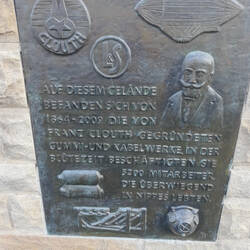 CLOUTH
AUF DIESEM GELÄNDE
BEFANDEN SICH VON
1864-2009 DIE VON
FRANZ CLOUTH GEGRÜNDETEN
GUMMI- UND KABELWERKE. IN DER
BLÜTEZEIT BESCHÄFTIGTEN SIE
5200 MITARBEITER
DIE ÜBERWIEGEND
IN NIPPES LEBTEN.